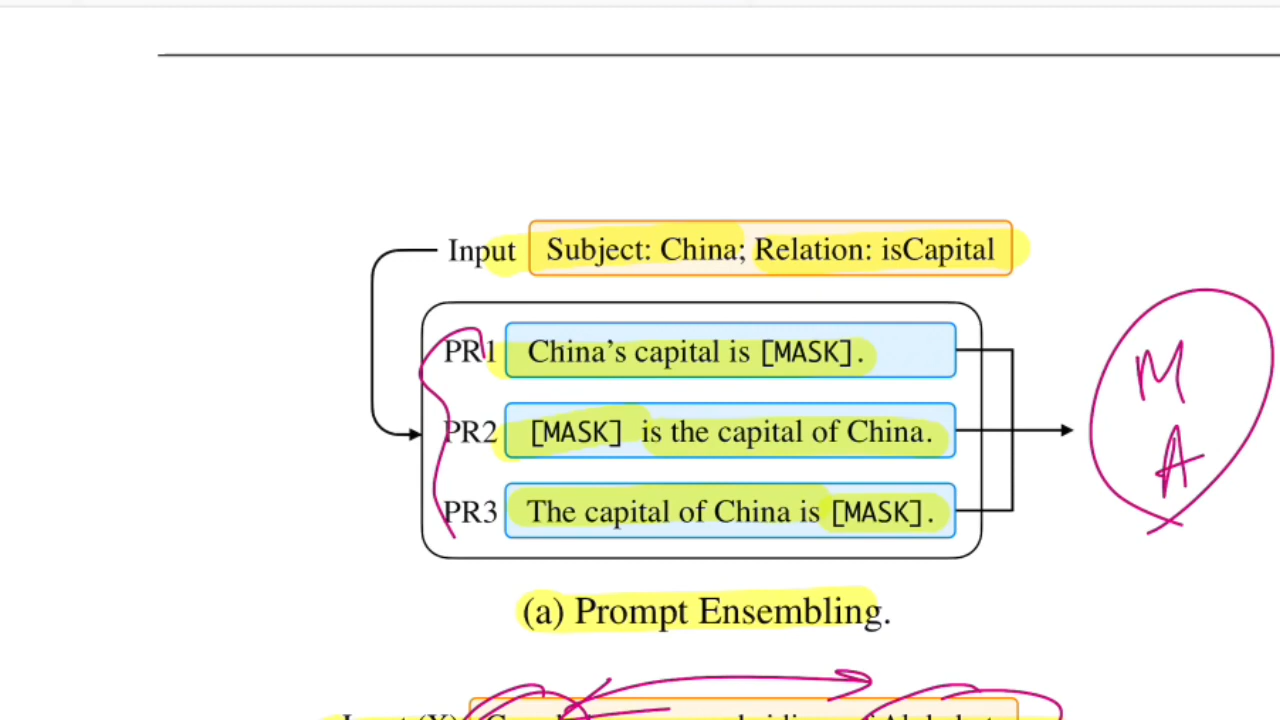 Input Subject: China; Relation: isCapital
PR1 China's capital is [MASK].
PR2 [MASK] is the capital of China.
PR3 The capital of China is [MASK].
M
A
(a) Prompt Ensembling.